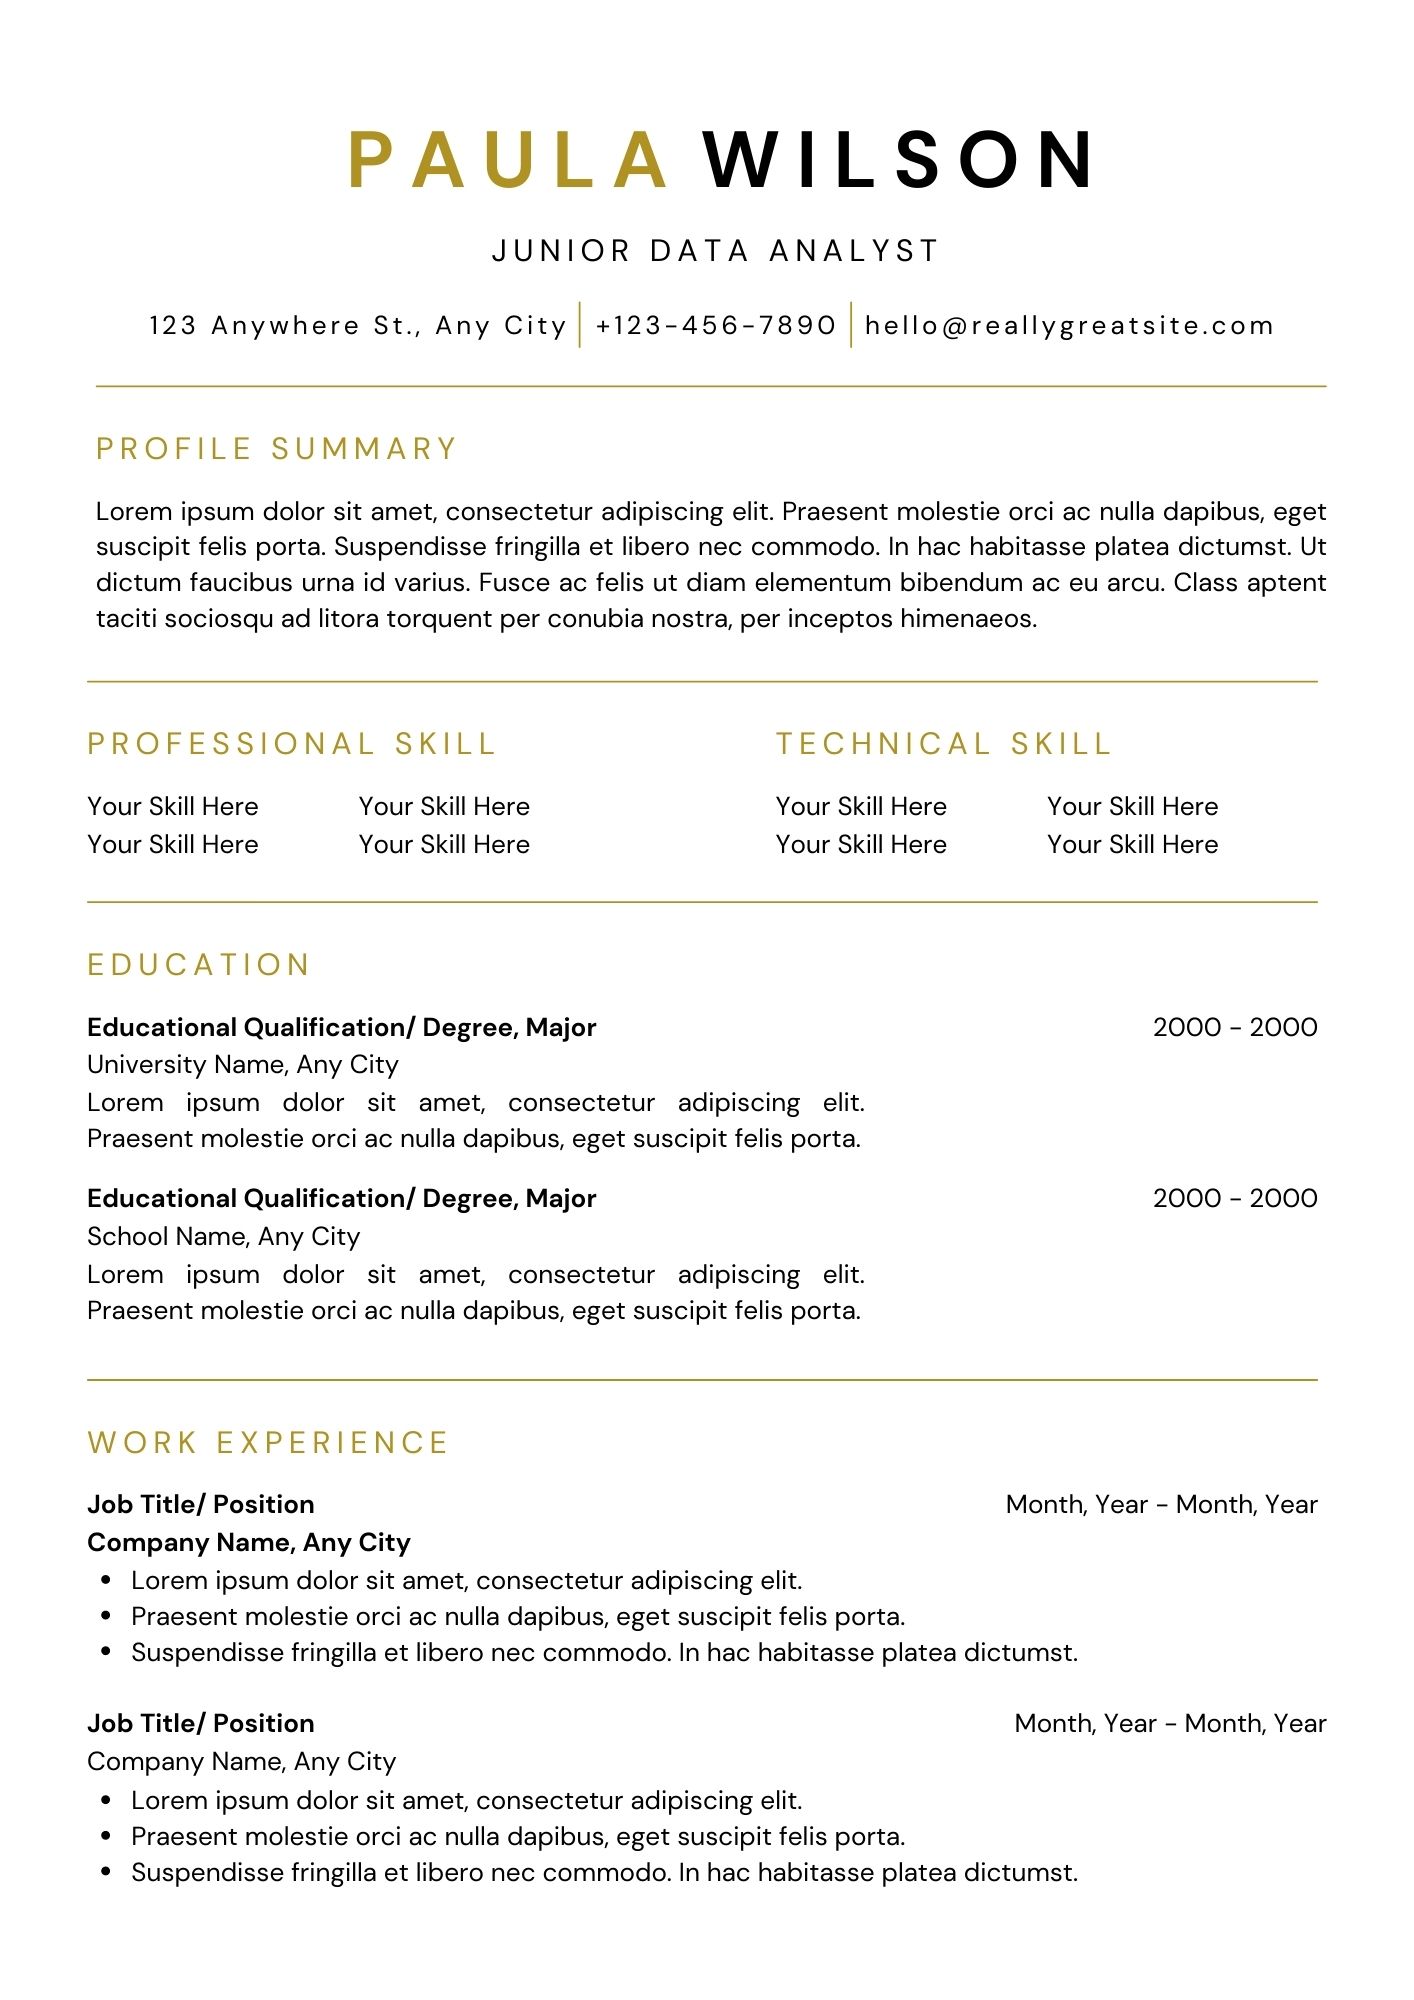 PAULA WILSON
JUNIOR DATA ANALYST
123 Anywhere St., Any City +123-456-7890 hello@reallygreatsite.com
PROFILE SUMMARY
Lorem ipsum dolor sit amet, consectetur adipiscing elit. Praesent molestie orci ac nulla dapibus, eget
suscipit felis porta. Suspendisse fringilla et libero nec commodo. In hac habitasse platea dictumst. Ut
dictum faucibus urna id varius. Fusce ac felis ut diam elementum bibendum ac eu arcu. Class aptent
taciti sociosqu ad litora torquent per conubia nostra, per inceptos himenaeos.
PROFESSIONAL SKILL
Your Skill Here Your Skill Here
Your Skill Here Your Skill Here
TECHNICAL SKILL
Your Skill Here Your Skill Here
Your Skill Here Your Skill Here
EDUCATION
Educational Qualification/ Degree, Major 2000 - 2000
University Name, Any City
Lorem ipsum dolor sit amet, consectetur adipiscing elit.
Praesent molestie orci ac nulla dapibus, eget suscipit felis porta.
Educational Qualification/ Degree, Major 2000 - 2000
School Name, Any City
Lorem ipsum dolor sit amet, consectetur adipiscing elit.
Praesent molestie orci ac nulla dapibus, eget suscipit felis porta.
WORK EXPERIENCE
Job Title/ Position Month, Year - Month, Year
Company Name, Any City
• Lorem ipsum dolor sit amet, consectetur adipiscing elit.
• Praesent molestie orci ac nulla dapibus, eget suscipit felis porta.
• Suspendisse fringilla et libero nec commodo. In hac habitasse platea dictumst.
Job Title/ Position Month, Year - Month, Year
Company Name, Any City
• Lorem ipsum dolor sit amet, consectetur adipiscing elit.
• Praesent molestie orci ac nulla dapibus, eget suscipit felis porta.
• Suspendisse fringilla et libero nec commodo. In hac habitasse platea dictumst.